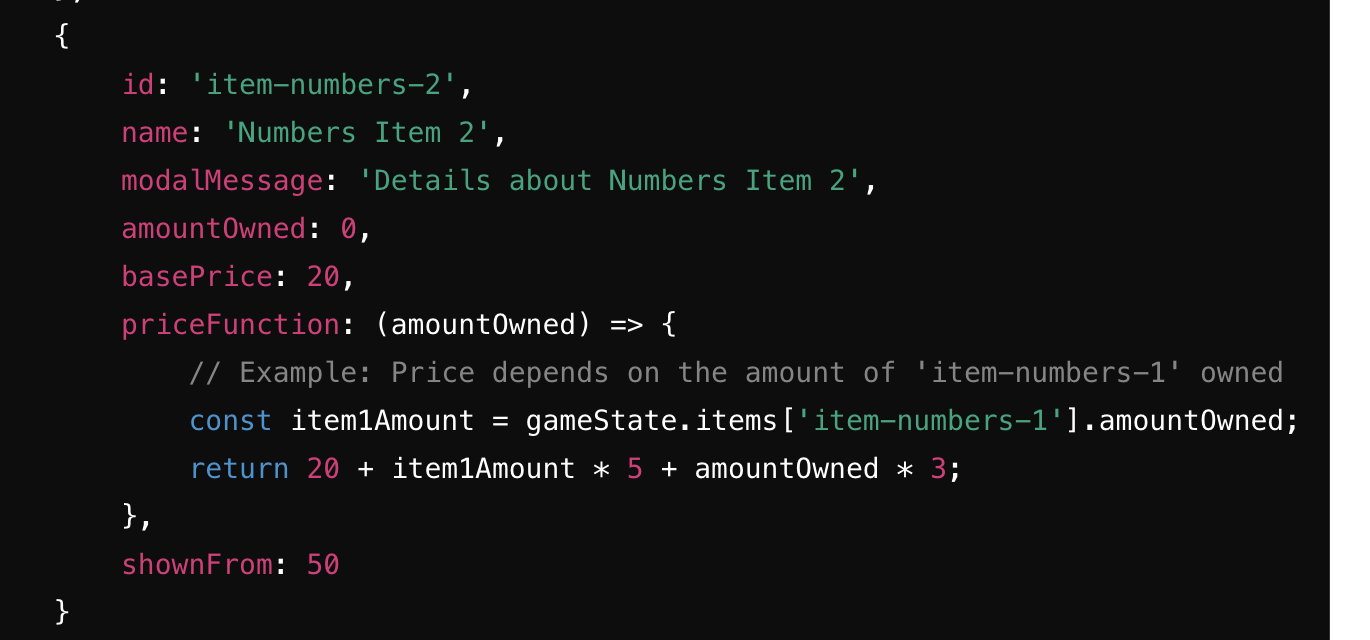 {
id: 'item-numbers-2',
name: 'Numbers Item 2',
modalMessage: 'Details about Numbers Item 2',
amountOwned: 0,
basePrice: 20,
priceFunction: (amountOwned) => {
// Example: Price depends on the amount of 'item-numbers-1' owned
const item1Amount = gameState.items['item-numbers-1'].amountOwned;
return 20 + item1Amount * 5 + amountOwned * 3;
},
shownFrom: 50
}